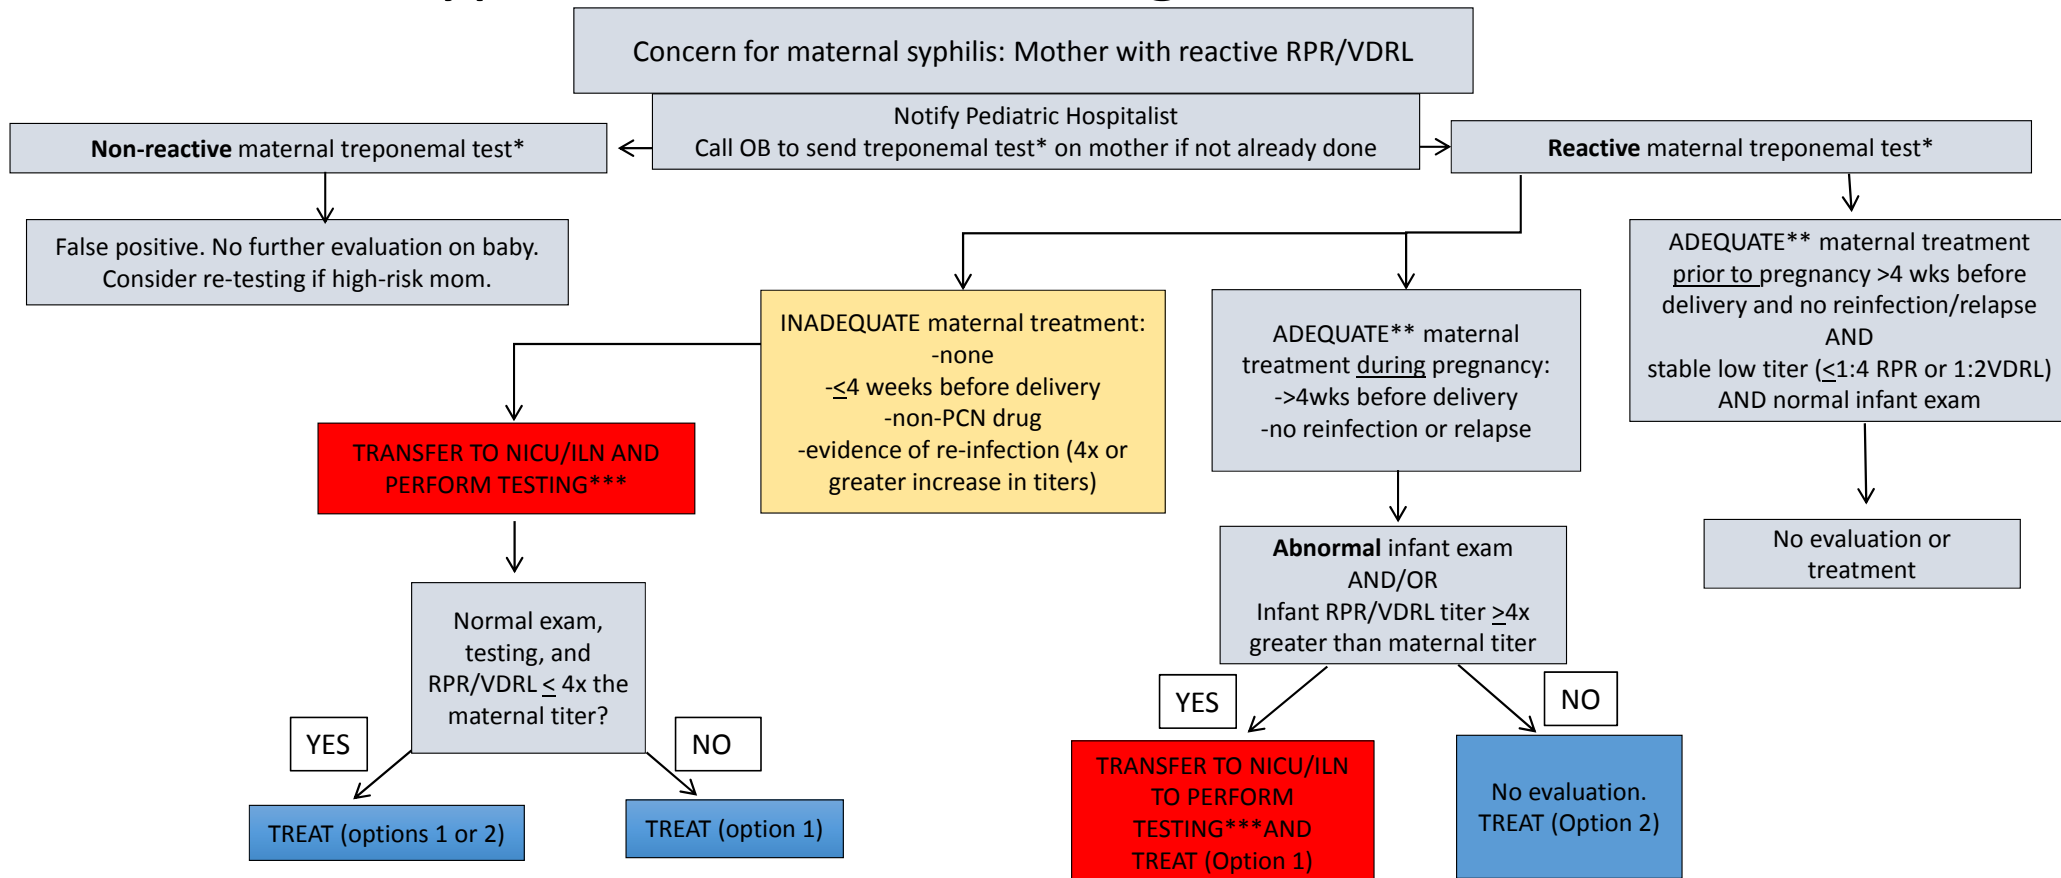 Concern for maternal syphilis: Mother with reactive RPR/VDRL
Notify Pediatric Hospitalist
Call OB to send treponemal test* on mother if not already done
Non-reactive maternal treponemal test*
Reactive maternal treponemal test*
False positive. No further evaluation on baby.
Consider re-testing if high-risk mom.
INADEQUATE maternal treatment:
-none
-≤4 weeks before delivery
-non-PCN drug
-evidence of re-infection (4x or
greater increase in titers)
ADEQUATE** maternal
treatment during pregnancy:
->4wks before delivery
-no reinfection or relapse
ADEQUATE** maternal treatment
prior to pregnancy >4 wks before
delivery and no reinfection/relapse
AND
stable low titer (≤1:4 RPR or 1:2VDRL)
AND normal infant exam
TRANSFER TO NICU/ILN AND
PERFORM TESTING***
Normal exam,
testing, and
RPR/VDRL ≤ 4x the
maternal titer?
YES
NO
TREAT (options 1 or 2)
TREAT (option 1)
Abnormal infant exam
AND/OR
Infant RPR/VDRL titer ≥4x
greater than maternal titer
YES
NO
TRANSFER TO NICU/ILN
TO PERFORM
TESTING***AND
TREAT (Option 1)
No evaluation.
TREAT (Option 2)
No evaluation or
treatment